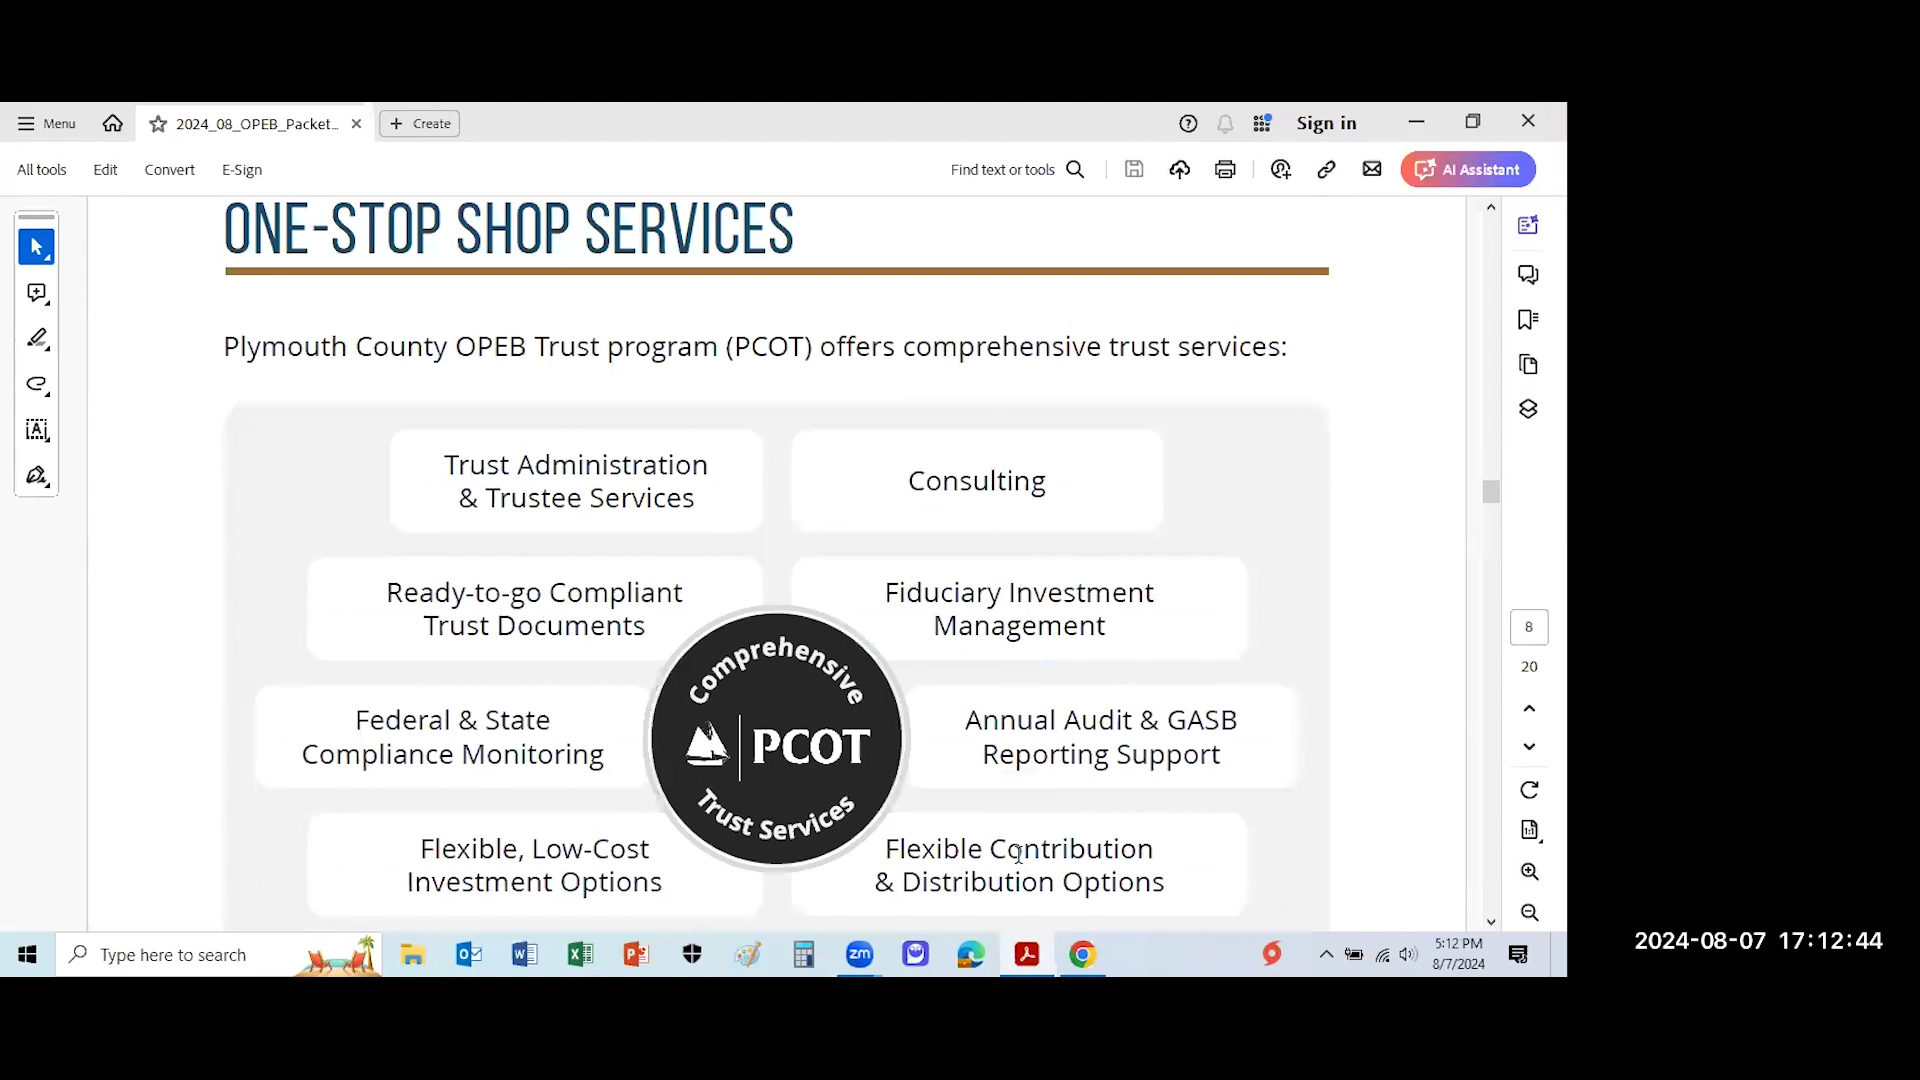 Menu
2024_08_OPEB_Packet...
Create
Sign in
All tools
Edit
Convert
E-Sign
Find text or tools
AI Assistant
ONE-STOP SHOP SERVICES
Plymouth County OPEB Trust program (PCOT) offers comprehensive trust services:
Trust Administration
& Trustee Services
Consulting
Ready-to-go Compliant
Trust Documents
Fiduciary Investment
Management
Federal & State
Compliance Monitoring
Comprehensive
PCOT
Trust Services
Annual Audit & GASB
Reporting Support
Flexible, Low-Cost
Investment Options
Flexible Contribution
& Distribution Options
8
20
Type here to search
zm
5:12 PM
8/7/2024
2024-08-07 17:12:44